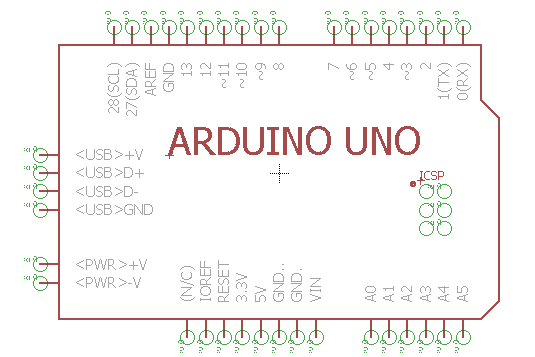 28(SCL)
27(SDA)
AREF
GND
13
12
~11
~10
~9
8
7
~6
~5
4
~3
2
1(TX)
0(RX)
ARDUINO UNO
<USB>+V
<USB>D+
<USB>D-
<USB>GND
<PWR>+V
<PWR>-V
ICSP
(N/C)
IOREF
RESET
3.3V
5V
GND.
GND.
VIN
A0
A1
A2
A3
A4
A5